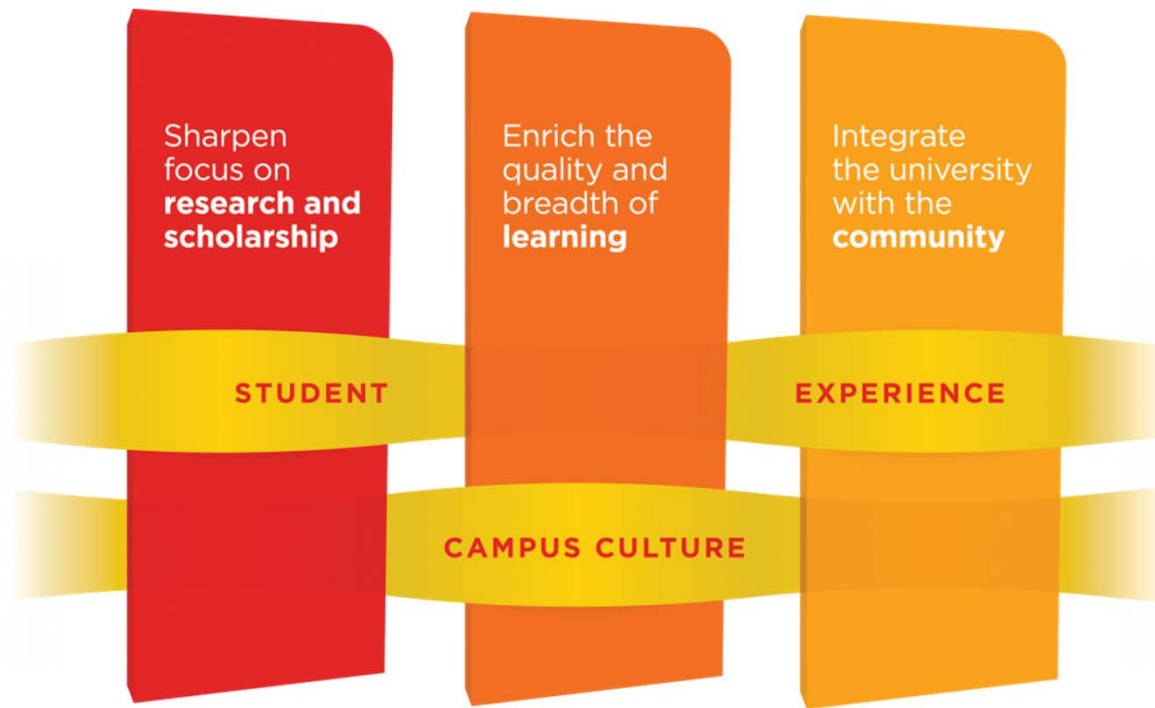 Sharpen
focus on
research and
scholarship
Enrich the
quality and
breadth of
learning
Integrate
the university
with the
community
STUDENT EXPERIENCE
CAMPUS CULTURE